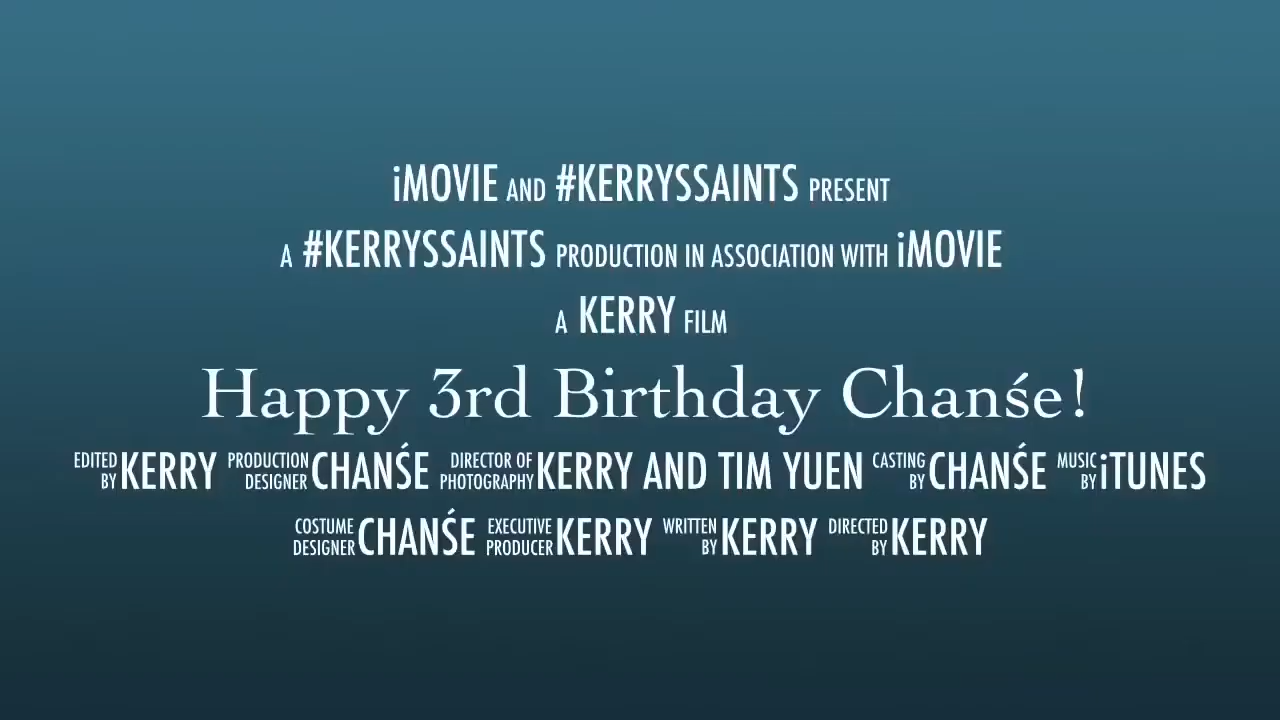 iMOVIE AND #KERRYSSAINTS PRESENT
A #KERRYSSAINTS PRODUCTION IN ASSOCIATION WITH iMOVIE
A KERRY FILM
Happy 3rd Birthday Chanśe!
EDITED BY KERRY PRODUCTION DESIGNER CHANŚE DIRECTOR OF PHOTOGRAPHY KERRY AND TIM YUEN CASTING BY CHANŚE MUSIC BY iTUNES
COSTUME DESIGNER CHANŚE EXECUTIVE PRODUCER KERRY WRITTEN BY KERRY DIRECTED BY KERRY